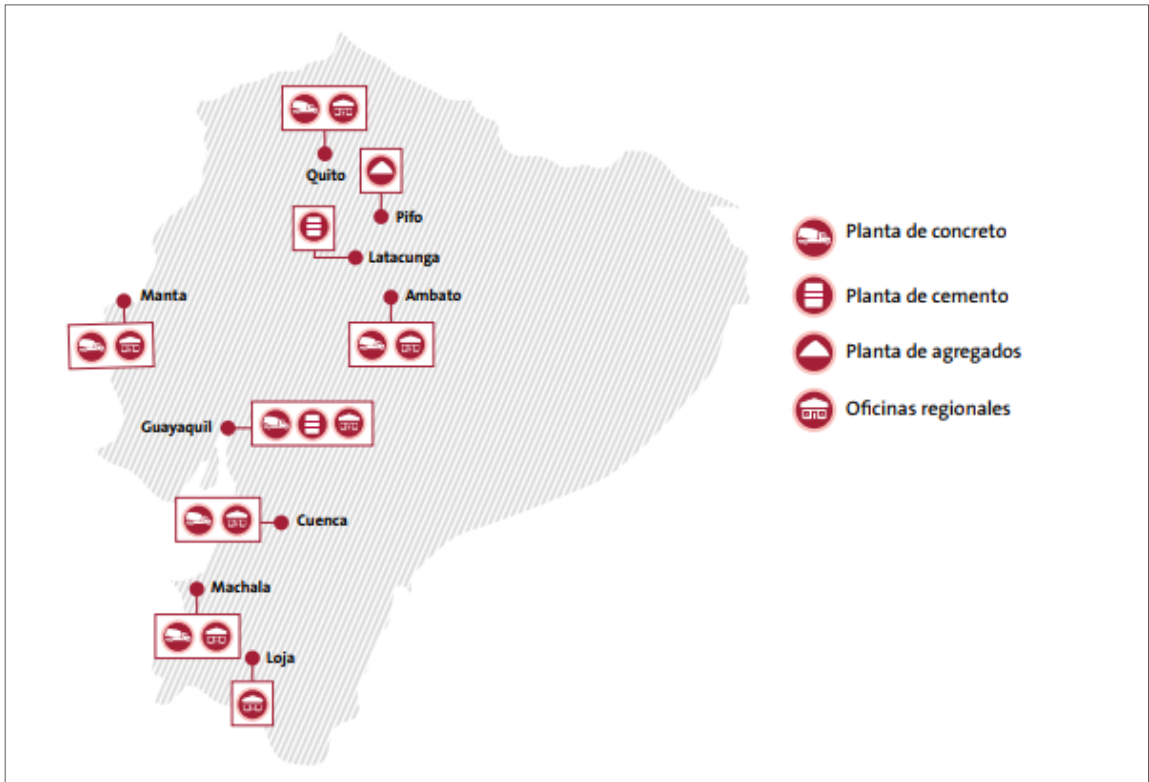 Quito
Pifo
Latacunga
Manta
Ambato
Guayaquil
Cuenca
Machala
Loja
Planta de concreto
Planta de cemento
Planta de agregados
Oficinas regionales